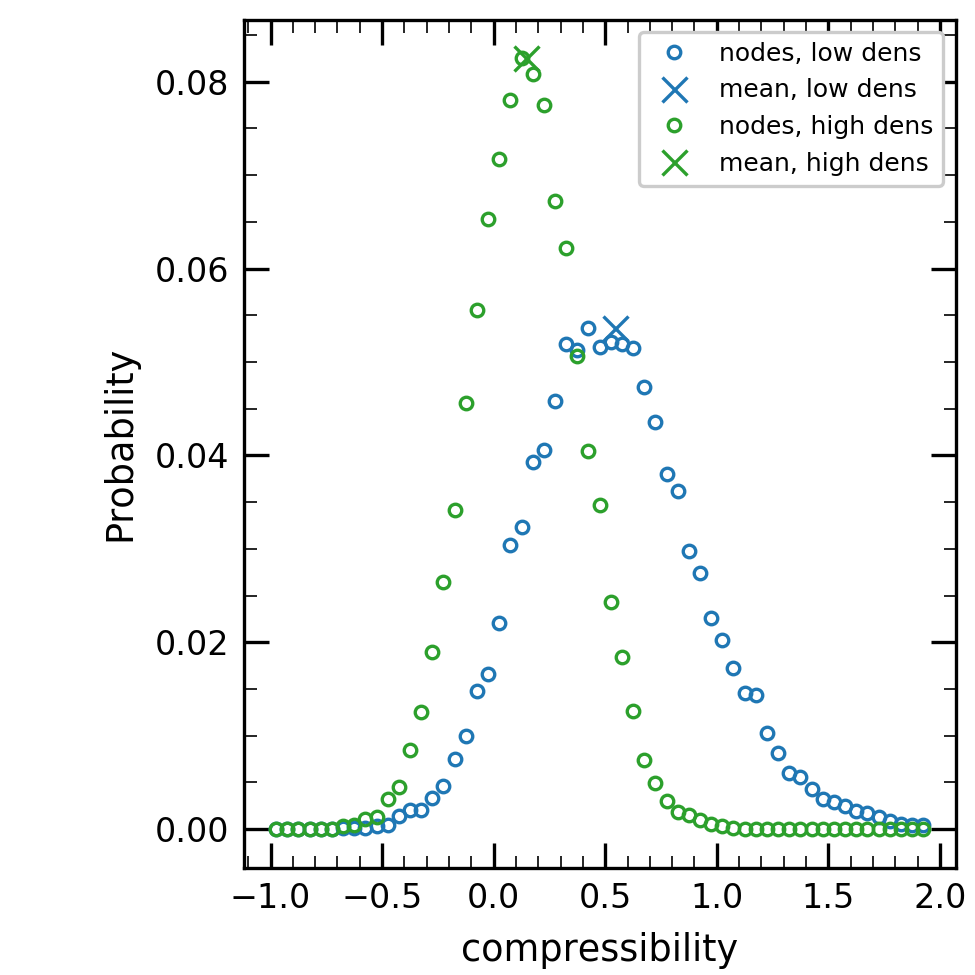 nodes, low dens
mean, low dens
nodes, high dens
mean, high dens
0.08
0.06
0.04
0.02
0.00
Probability
−1.0 −0.5 0.0 0.5 1.0 1.5 2.0
compressibility